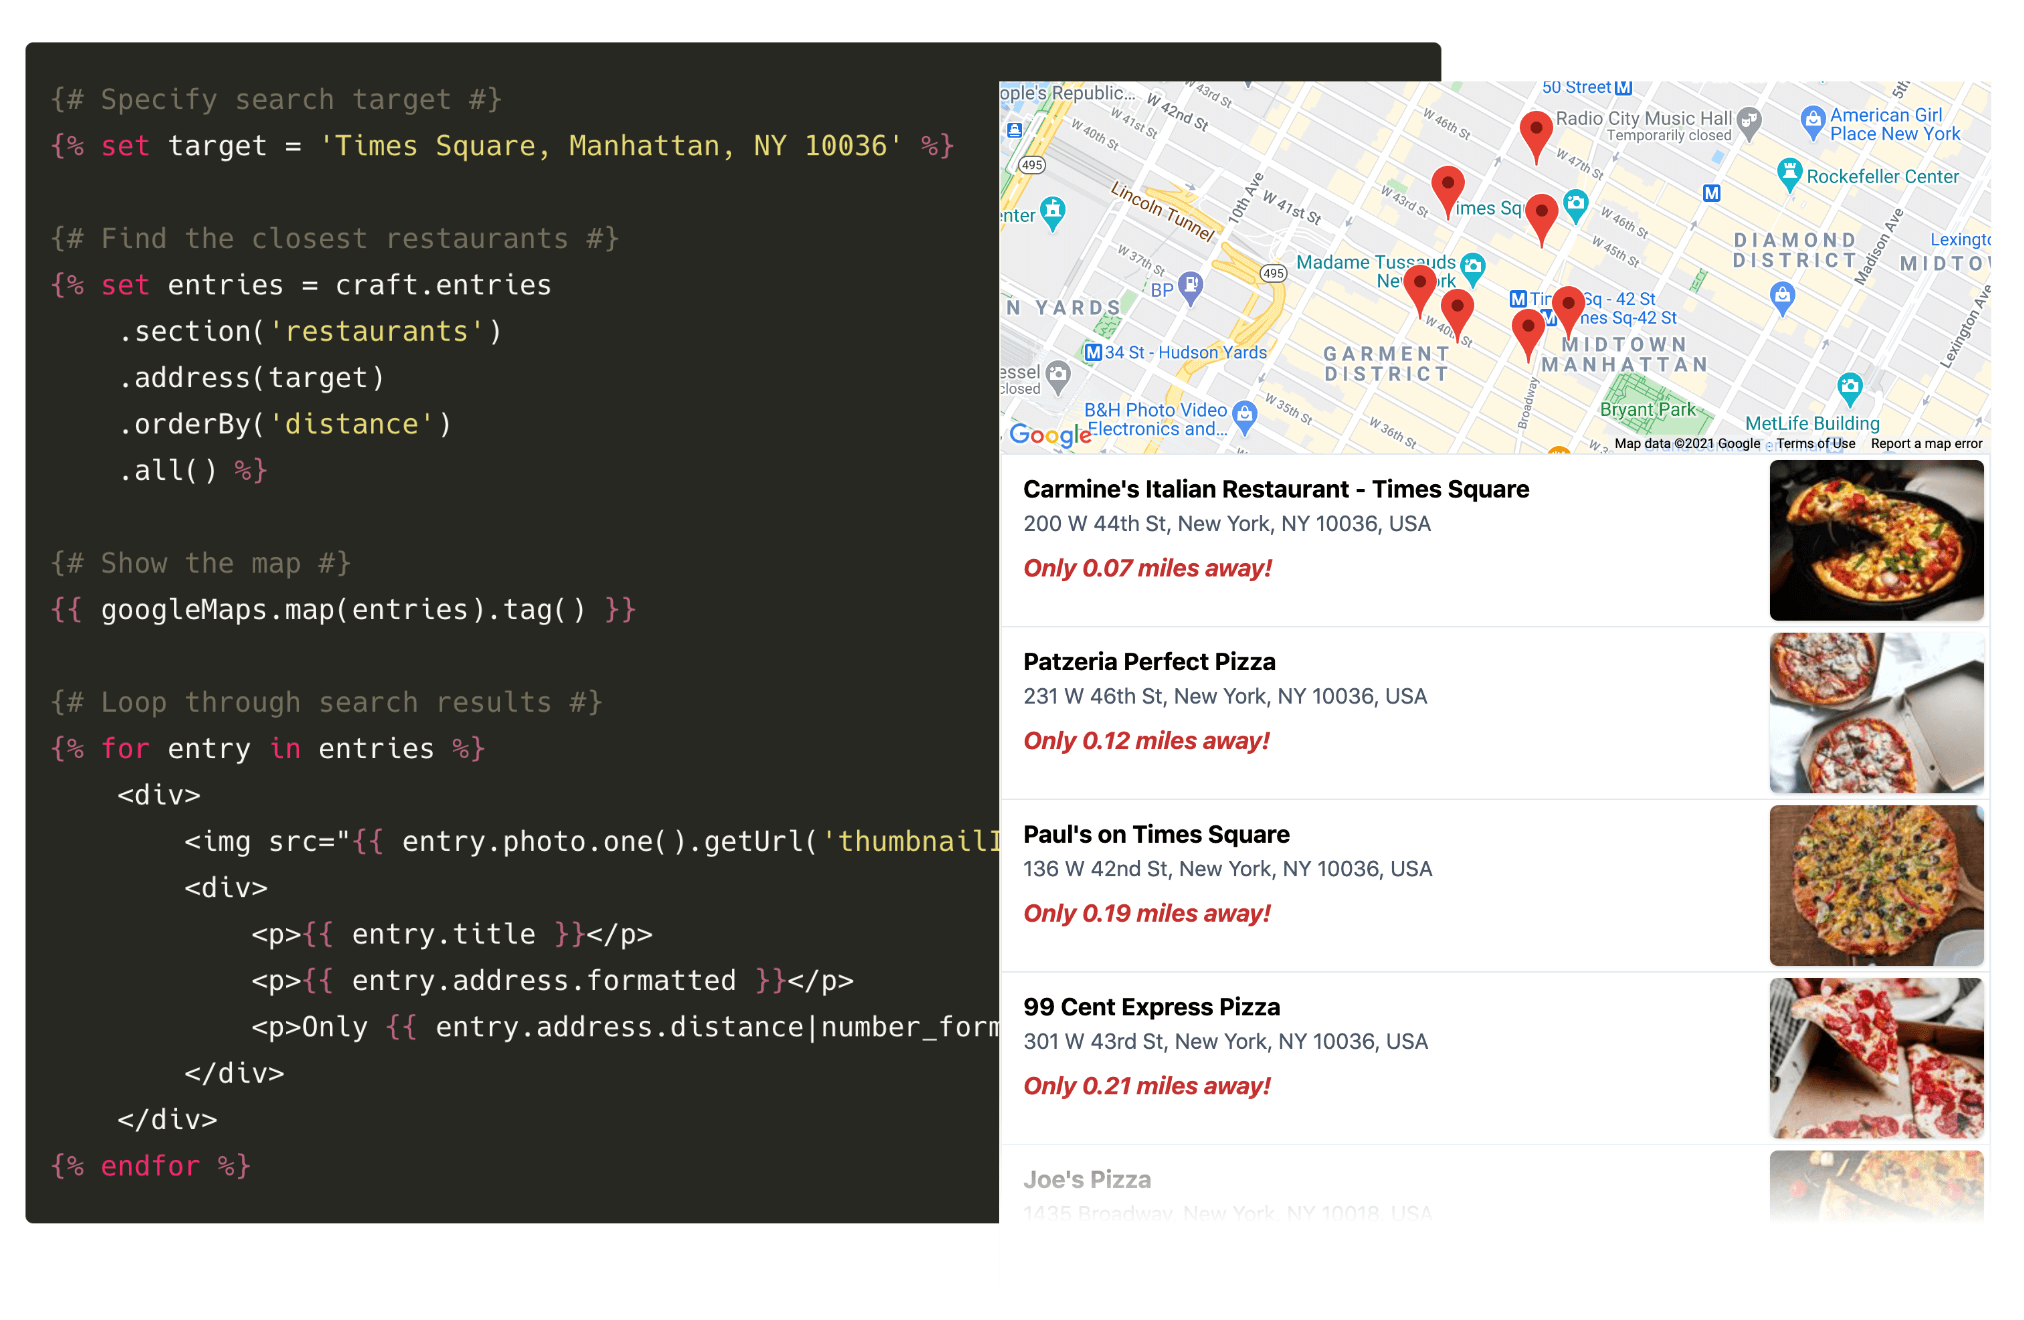 {# Specify search target #}
{% set target = 'Times Square, Manhattan, NY 10036' %}
{# Find the closest restaurants #}
{% set entries = craft.entries
.section('restaurants')
.address(target)
.orderBy('distance')
.all() %}
{# Show the map #}
{{ googleMaps.map(entries).tag() }}
{# Loop through search results #}
{% for entry in entries %}
<div>
<img src="{{ entry.photo.one().getUrl('thumbnail
<div>
<p>{{ entry.title }}</p>
<p>{{ entry.address.formatted }}</p>
<p>Only {{ entry.address.distance|number_form
</div>
</div>
{% endfor %}
ople's Republic...
W 42nd St
W 43rd St
50 Street
5th
W 41st St
W 40th St
W 46th St
Radio City Music Hall
Temporarily closed
American Girl
Place New York
W 47th St
495
Lincoln Tunnel
10th Ave
W 41st St
W 43rd St
Rockefeller Center
enter
imes Sq
W 46th St
W 45th St
Madison Ave
DIAMOND
DISTRICT
Lexingto
MIDTOW
W 37th St
495
Madame Tussauds
New York
BP
N YARDS
Sq - 42 St
mes Sq-42 St
Lexington Ave
W 40th St
34 St - Hudson Yards
GARMENT
DISTRICT
MIDTOWN
MANHATTAN
essel
closed
Broadway
Lexington Ave
B&H Photo Video
Electronics and...
W 35th St
W 36th St
Bryant Park
MetLife Building
Google
Map data ©2021 Google
Terms of Use
Report a map error
Carmine's Italian Restaurant - Times Square
200 W 44th St, New York, NY 10036, USA
Only 0.07 miles away!
Patzeria Perfect Pizza
231 W 46th St, New York, NY 10036, USA
Only 0.12 miles away!
Paul's on Times Square
136 W 42nd St, New York, NY 10036, USA
Only 0.19 miles away!
99 Cent Express Pizza
301 W 43rd St, New York, NY 10036, USA
Only 0.21 miles away!
Joe's Pizza
1435 Broadway, New York, NY 10018, USA